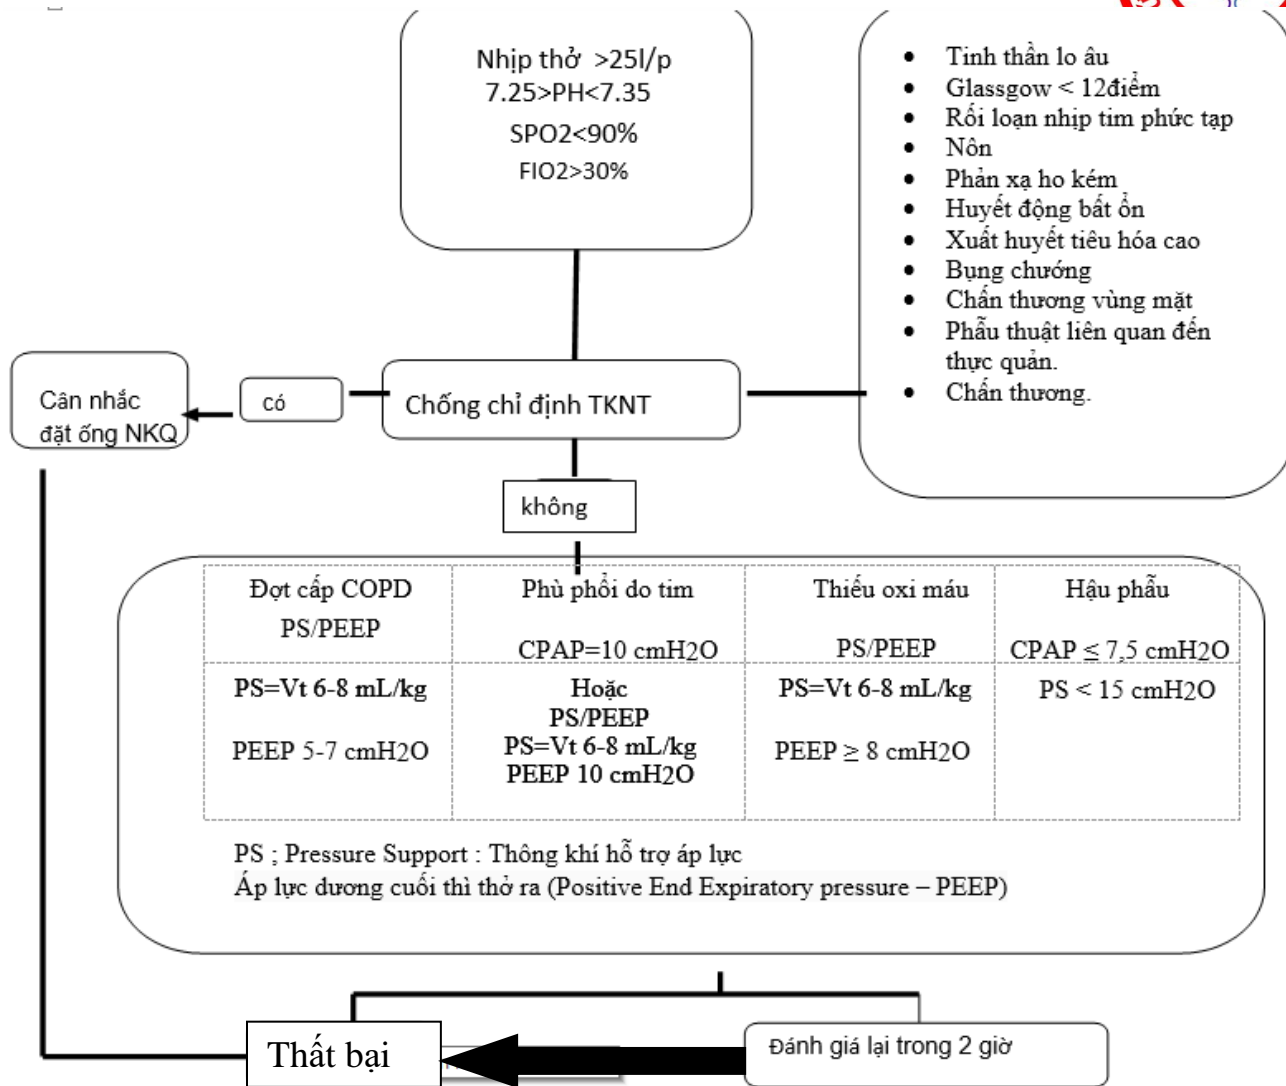 Nhịp thở >25l/p
7.25>PH<7.35
SPO2<90%
FIO2>30%
• Tinh thần lo âu
• Glassgow < 12điểm
• Rối loạn nhịp tim phức tạp
• Nôn
• Phản xạ ho kém
• Huyết động bất ổn
• Xuất huyết tiêu hóa cao
• Bụng chướng
• Chấn thương vùng mặt
• Phẫu thuật liên quan đến
thực quản.
• Chấn thương.
Cân nhắc
đặt ống NKQ
có
Chống chỉ định TKNT
không
Đợt cấp COPD
PS/PEEP
Phù phổi do tim
CPAP=10 cmH2O
Thiếu oxi máu
PS/PEEP
Hậu phẫu
CPAP ≤ 7,5 cmH2O
PS=Vt 6-8 mL/kg
PEEP 5-7 cmH2O
Hoặc
PS/PEEP
PS=Vt 6-8 mL/kg
PEEP 10 cmH2O
PS=Vt 6-8 mL/kg
PEEP ≥ 8 cmH2O
PS < 15 cmH2O
PS ; Pressure Support : Thông khí hỗ trợ áp lực
Áp lực dương cuối thì thở ra (Positive End Expiratory pressure – PEEP)
Thất bại
Đánh giá lại trong 2 giờ